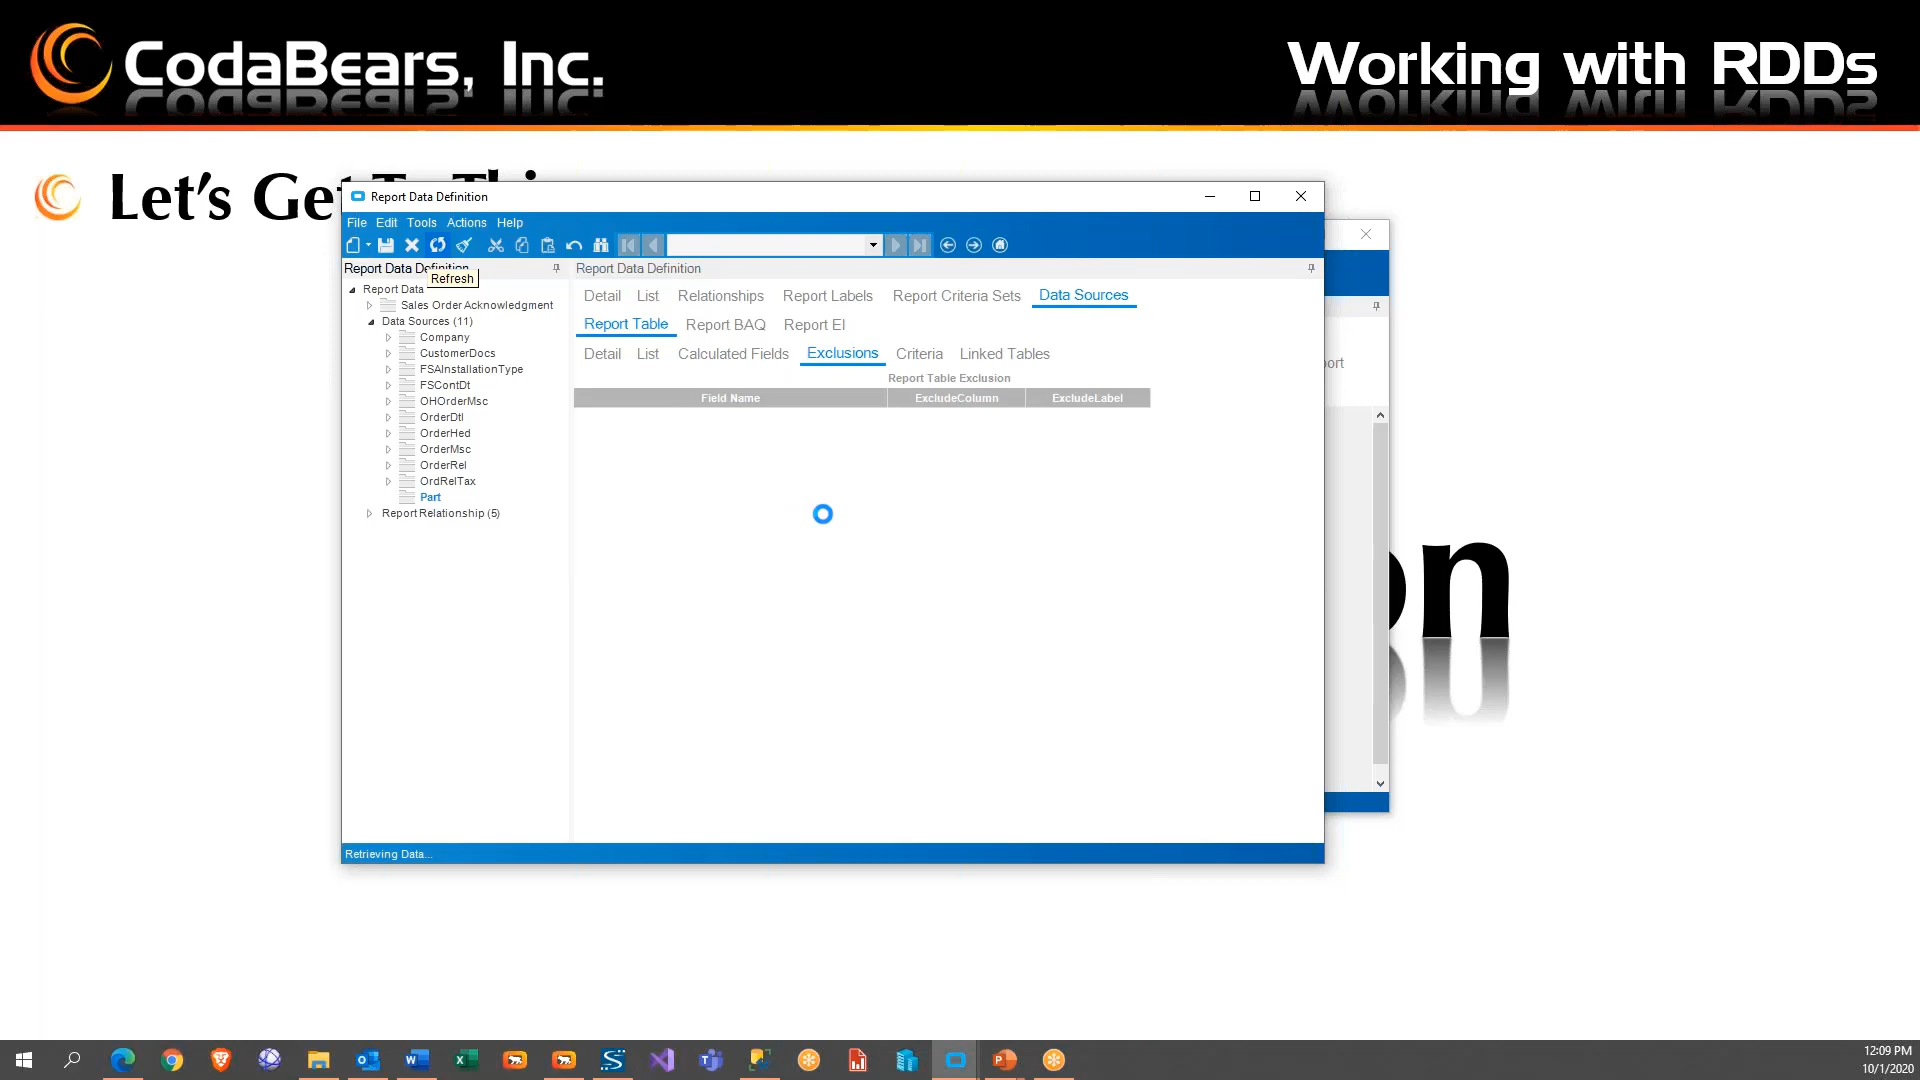 CodaBears, Inc.
Working with RDDs
Let's Get To Thi
Report Data Definition
File Edit Tools Actions Help
Report Data Definition
Refresh
Report Data Definition
Report Data
Sales Order Acknowledgment
Data Sources (11)
Company
CustomerDocs
FSAInstallationType
FSContDt
OHOrderMsc
OrderDtl
OrderHed
OrderMsc
OrderRel
OrdRelTax
Part
Report Relationship (5)
Detail List Relationships Report Labels Report Criteria Sets Data Sources
Report Table Report BAQ Report EI
Detail List Calculated Fields Exclusions Criteria Linked Tables
Report Table Exclusion
Field Name ExcludeColumn ExcludeLabel
ort
on
Retrieving Data...
12:09 PM
10/1/2020